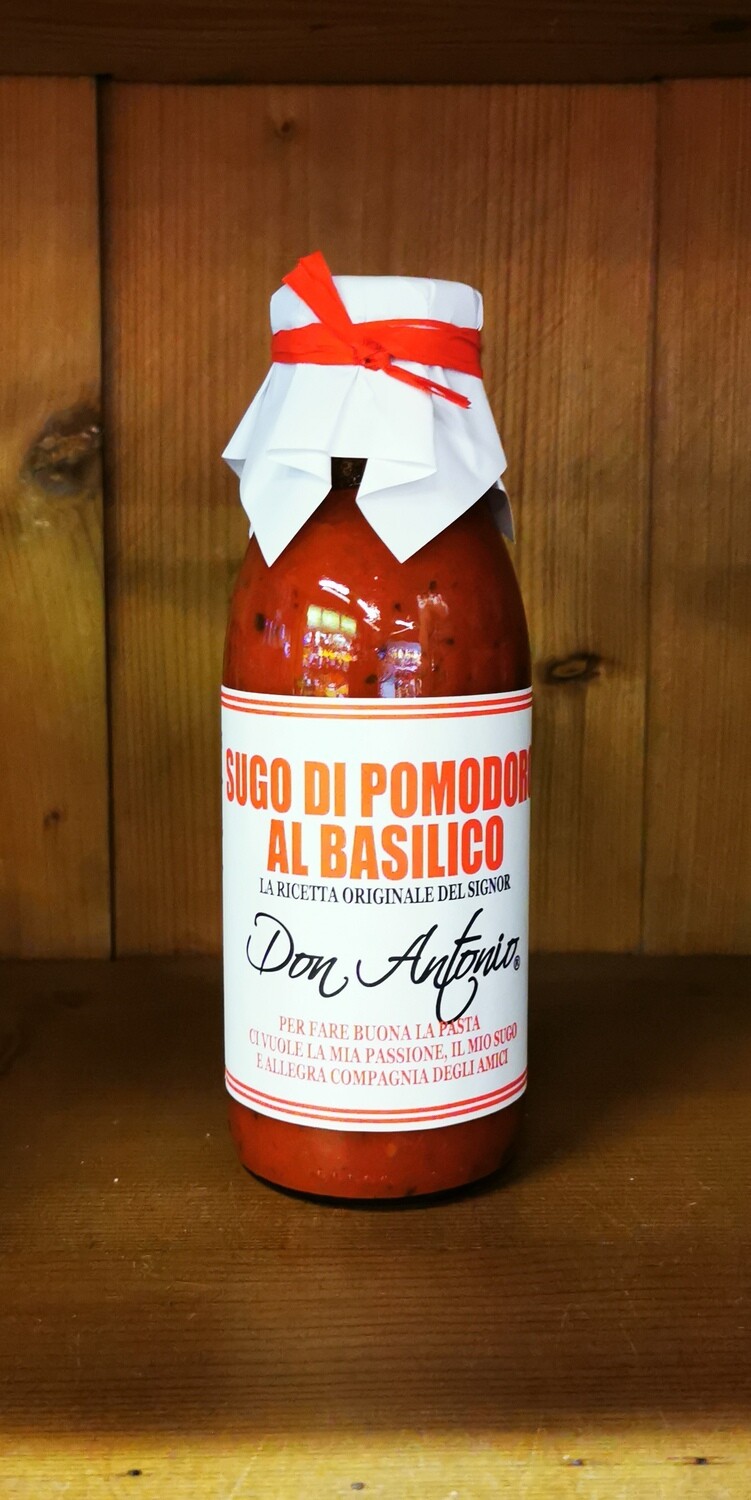 SUGO DI POMODORO
AL BASILICO
LA RICETTA ORIGINALE DEL SIGNOR
Don Antonio®
PER FARE BUONA LA PASTA
CI VUOLE LA MIA PASSIONE, IL MIO SUGO
E ALLEGRA COMPAGNIA DEGLI AMICI